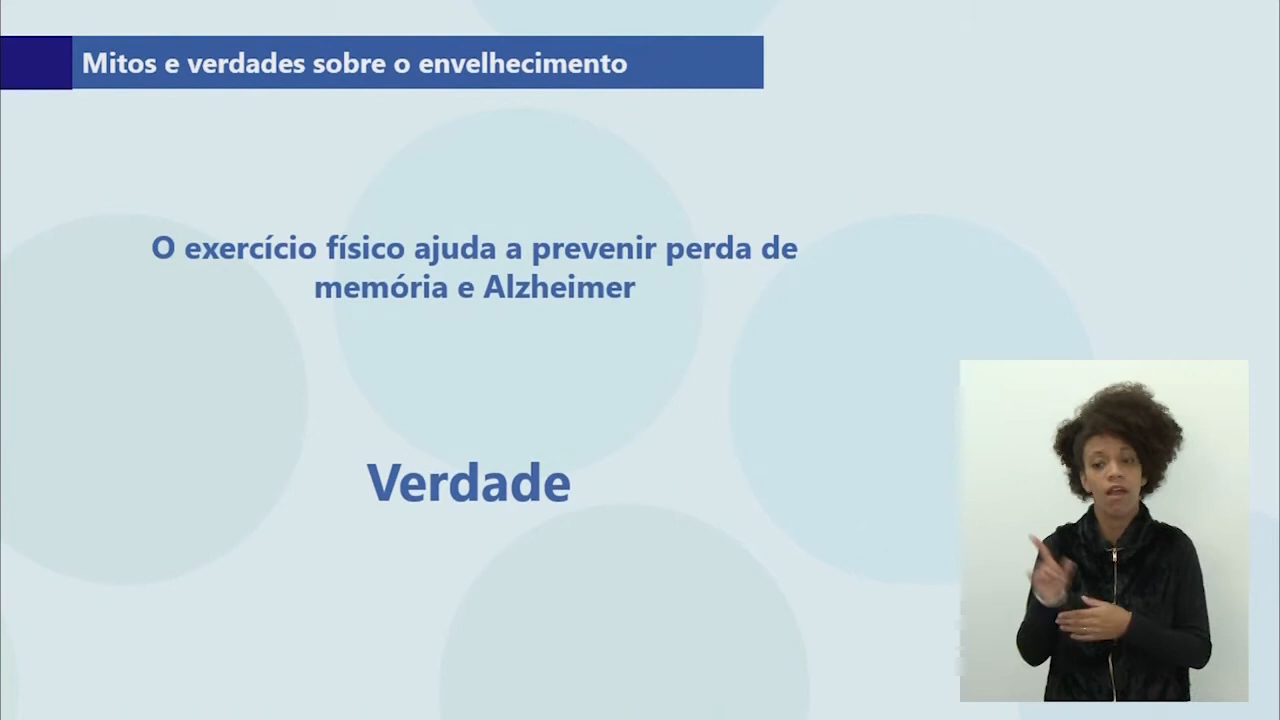 Mitos e verdades sobre o envelhecimento
O exercício físico ajuda a prevenir perda de
memória e Alzheimer
Verdade